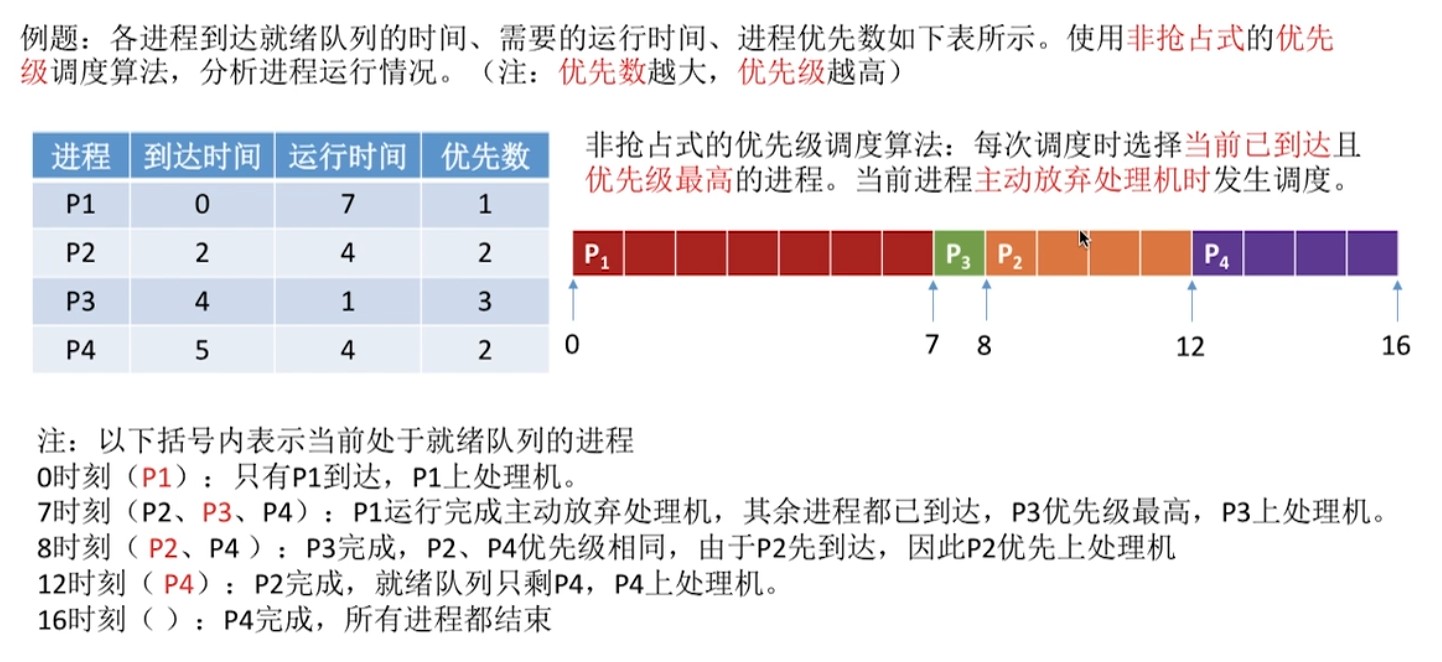 例题：各进程到达就绪队列的时间、需要的运行时间、进程优先数如下表所示。使用非抢占式的优先
级调度算法，分析进程运行情况。（注：优先数越大，优先级越高）
进程 到达时间 运行时间 优先数
P1 0 7 1
P2 2 4 2
P3 4 1 3
P4 5 4 2
非抢占式的优先级调度算法：每次调度时选择当前已到达且
优先级最高的进程。当前进程主动放弃处理机时发生调度。
P1 P3 P2 P4
0 7 8 12 16
注：以下括号内表示当前处于就绪队列的进程
0时刻（P1）：只有P1到达，P1上处理机。
7时刻（P2、P3、P4）：P1运行完成主动放弃处理机，其余进程都已到达，P3优先级最高，P3上处理机。
8时刻（ P2、P4 ）：P3完成，P2、P4优先级相同，由于P2先到达，因此P2优先上处理机
12时刻（ P4）：P2完成，就绪队列只剩P4，P4上处理机。
16时刻（ ）：P4完成，所有进程都结束